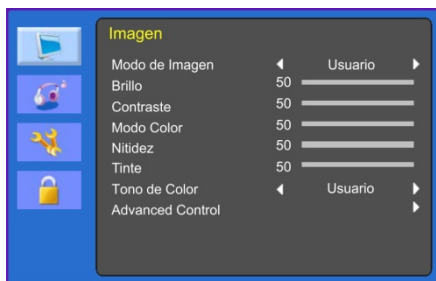 Imagen
Modo de Imagen Usuario
Brillo 50
Contraste 50
Modo Color 50
Nitidez 50
Tinte 50
Tono de Color Usuario
Advanced Control